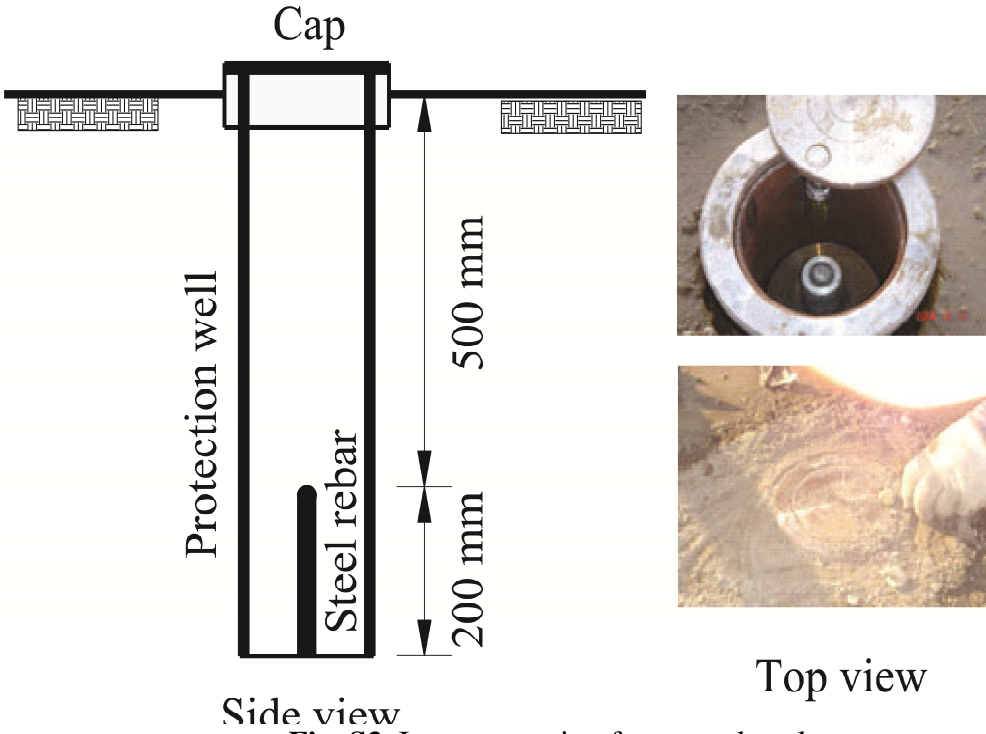 Cap
Protection well
500 mm
Steel rebar
200 mm
Top view
Side view